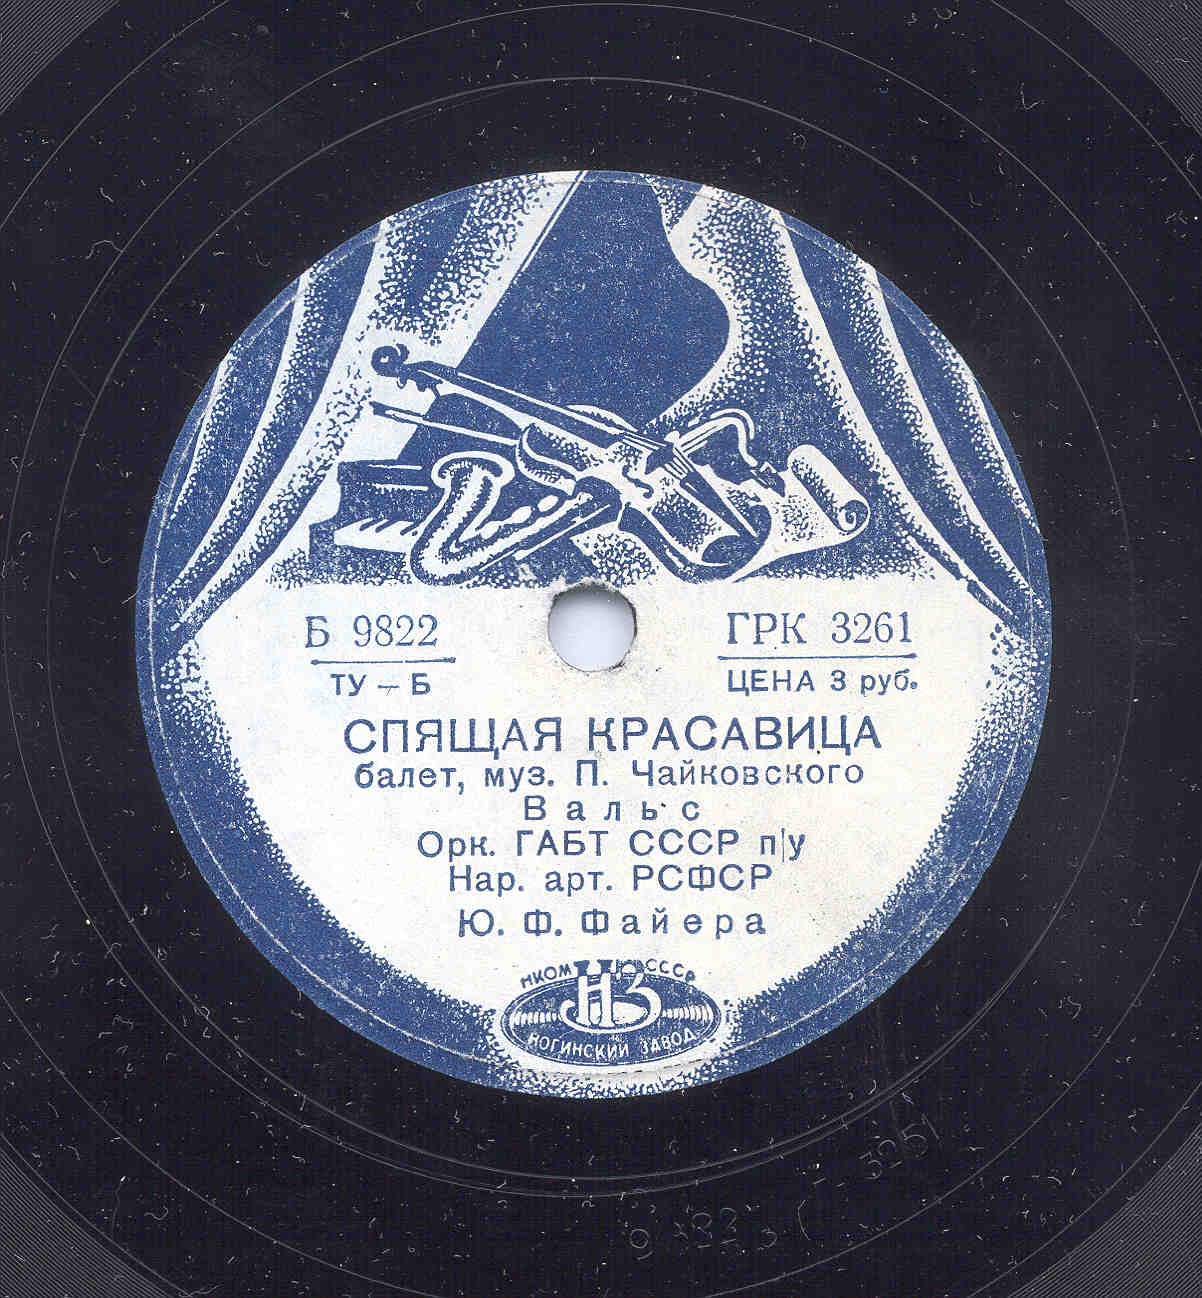 Б 9822
ГРК 3261
ТУ – Б
ЦЕНА 3 руб.
СПЯЩАЯ КРАСАВИЦА
балет, муз. П. Чайковского
Вальс
Орк. ГАБТ СССР п/у
Нар. арт. РСФСР
Ю. Ф. Файера
НКОМ СССР
НЗ
НОГИНСКИЙ ЗАВОД
3251